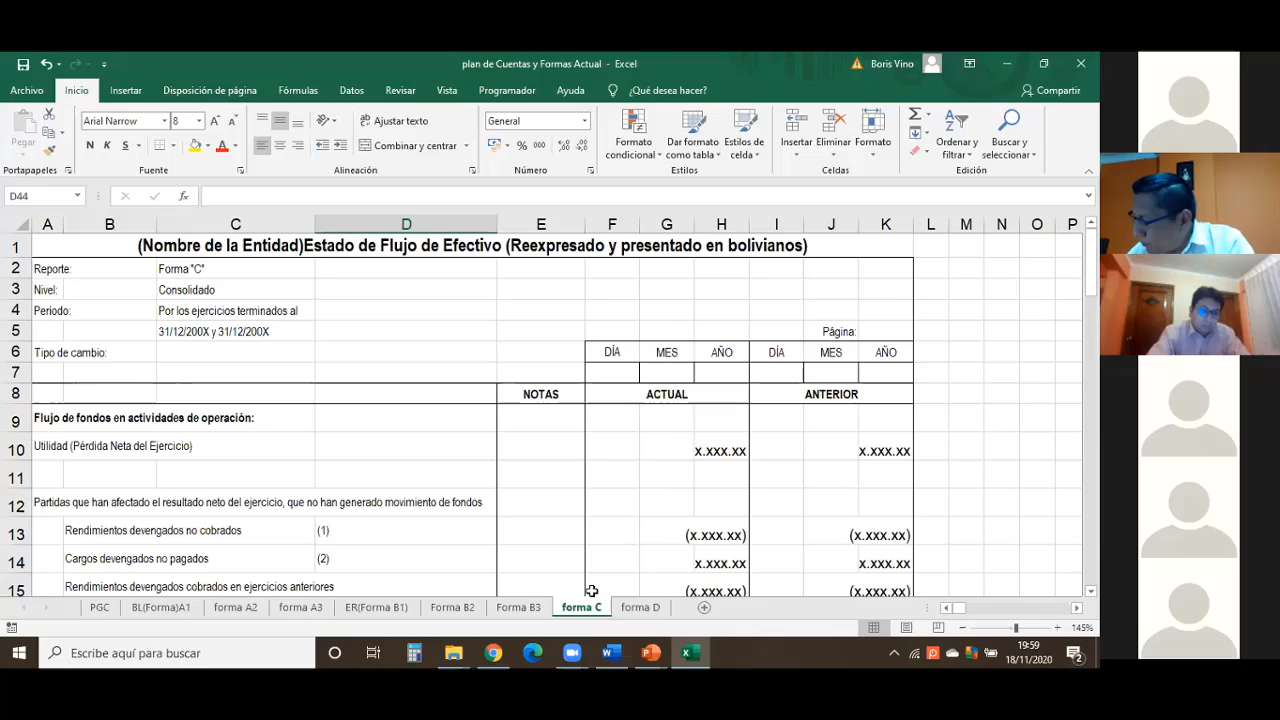 plan de Cuentas y Formas Actual - Excel
Boris Vino
Archivo Inicio Insertar Disposición de página Fórmulas Datos Revisar Vista Programador Ayuda ¿Qué desea hacer? Compartir
Pegar
Arial Narrow 8
N K S
Ajustar texto
Combinar y centrar
General
% 000
Formato condicional
Dar formato como tabla
Estilos de celda
Insertar
Eliminar
Formato
Ordenar y filtrar
Buscar y seleccionar
Portapapeles Fuente Alineación Número Estilos Celdas Edición
D44 fx
A B C D E F G H I J K L M N O P
1 (Nombre de la Entidad)Estado de Flujo de Efectivo (Reexpresado y presentado en bolivianos)
2 Reporte: Forma "C"
3 Nivel: Consolidado
4 Periodo: Por los ejercicios terminados al
5 31/12/200X y 31/12/200X Página:
6 Tipo de cambio: DÍA MES AÑO DÍA MES AÑO
7
8 NOTAS ACTUAL ANTERIOR
9 Flujo de fondos en actividades de operación:
10 Utilidad (Pérdida Neta del Ejercicio) x.xxx.xx x.xxx.xx
11
12 Partidas que han afectado el resultado neto del ejercicio, que no han generado movimiento de fondos
13 Rendimientos devengados no cobrados (1) (x.xxx.xx) (x.xxx.xx)
14 Cargos devengados no pagados (2) x.xxx.xx x.xxx.xx
15 Rendimientos devengados cobrados en ejercicios anteriores (x.xxx.xx) (x.xxx.xx)
PGC BL(Forma)A1 forma A2 forma A3 ER(Forma B1) Forma B2 Forma B3 forma C forma D
145%
Escribe aquí para buscar
19:59
18/11/2020
2